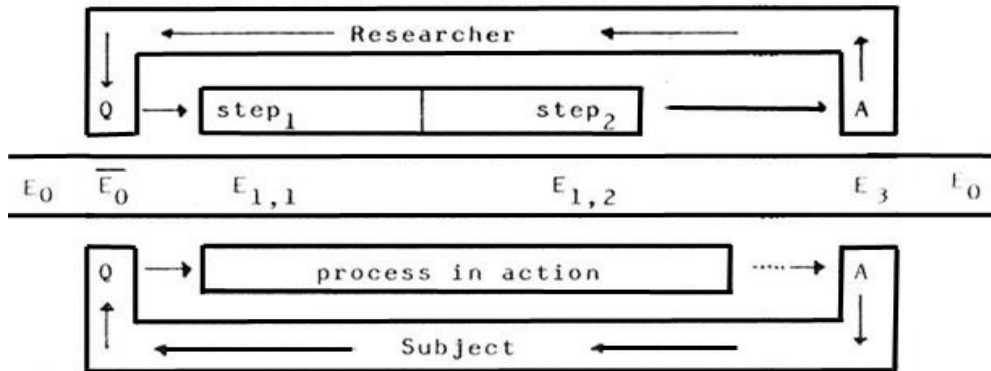 Researcher
Q step₁ step₂ A
E₀ E̅₀̅ E₁,₁ E₁,₂ E₃ E₀
Q process in action A
Subject